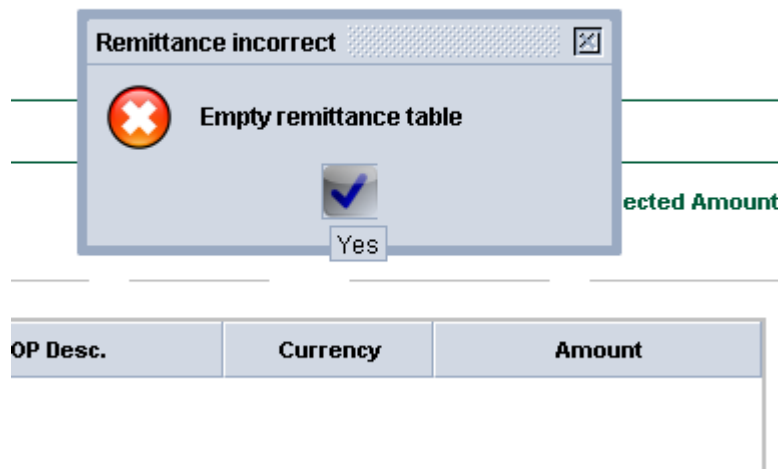 Remittance incorrect
Empty remittance table
ected Amount
Yes
OP Desc. Currency Amount